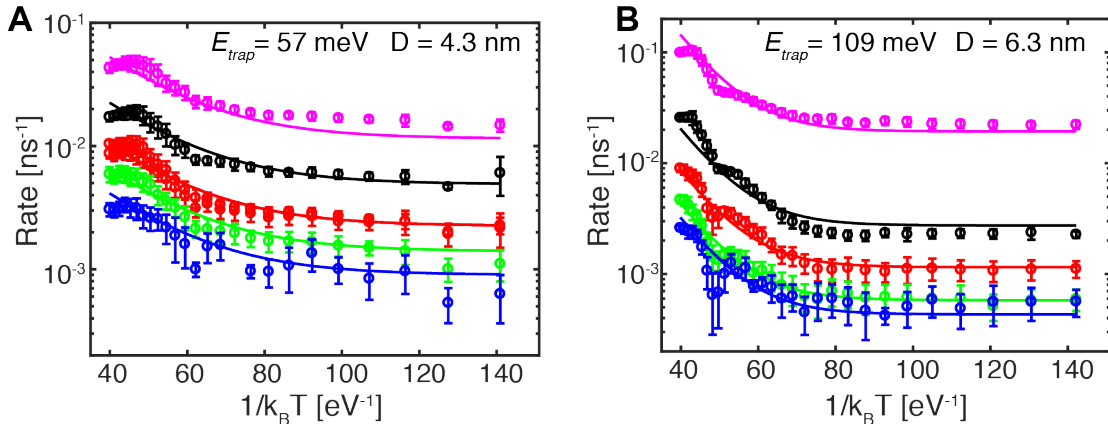 A
E_trap = 57 meV D = 4.3 nm
10⁻¹
10⁻²
10⁻³
Rate [ns⁻¹]
40 60 80 100 120 140
1/k_BT [eV⁻¹]
B
E_trap = 109 meV D = 6.3 nm
10⁻¹
10⁻²
10⁻³
Rate [ns⁻¹]
40 60 80 100 120 140
1/k_BT [eV⁻¹]